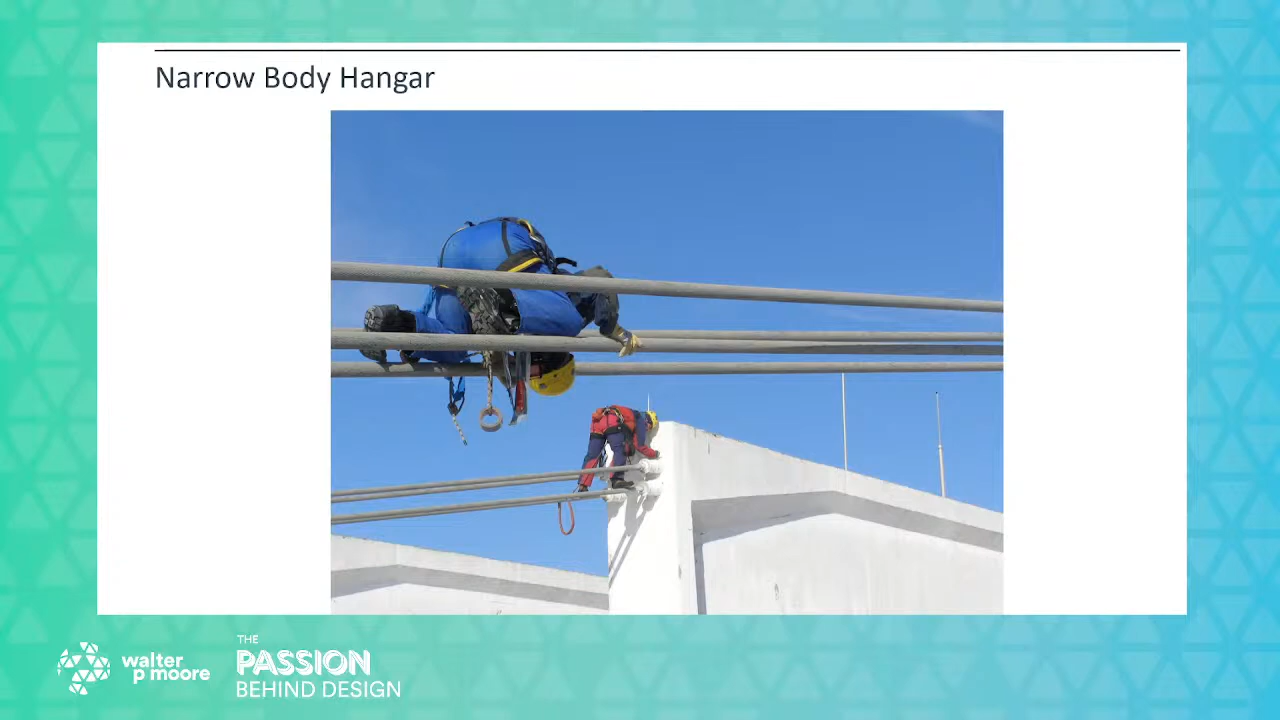 Narrow Body Hangar
walter
p moore
THE
PASSION
BEHIND DESIGN